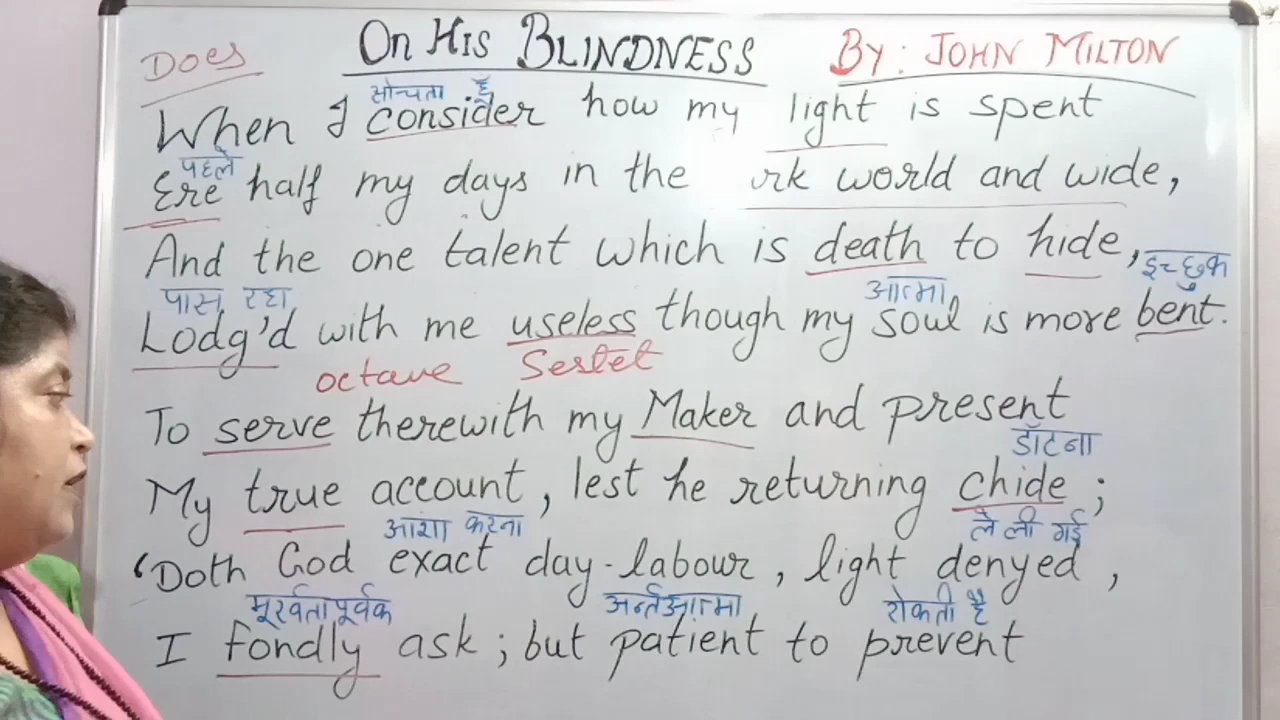 Does On His Blindness By: John Milton
सोचता है
When I consider how my light is spent
पहले
Ere half my days in the rk world and wide,
And the one talent which is death to hide,
पास रहा आत्मा इच्छुक
Lodg'd with me useless though my soul is more bent.
octave Sestet
To serve therewith my Maker and present
डाँटना
My true account, lest he returning chide;
आशा करना ले ली गई
‘Doth God exact day-labour, light denyed,
मूर्खतापूर्वक अर्न्तआत्मा रोकती है
I fondly ask; but patient to prevent